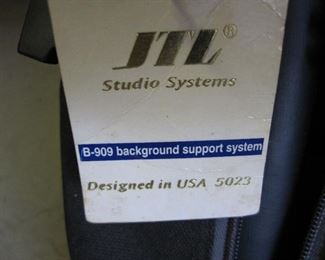 JTL®
Studio Systems
B-909 background support system
Designed in USA 5023